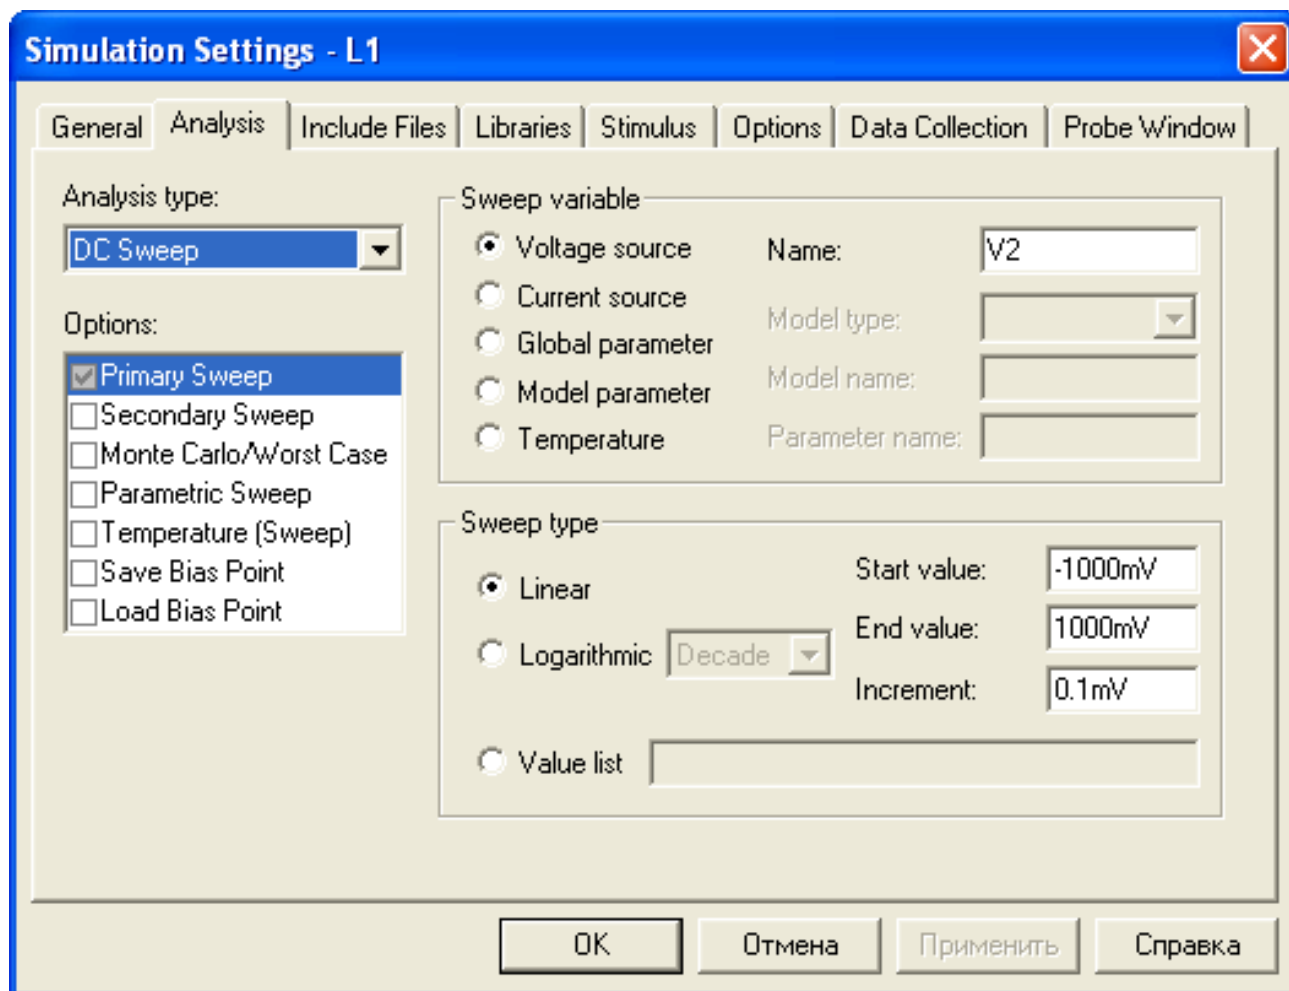 Simulation Settings - L1
General Analysis Include Files Libraries Stimulus Options Data Collection Probe Window
Analysis type:
DC Sweep
Options:
Primary Sweep
Secondary Sweep
Monte Carlo/Worst Case
Parametric Sweep
Temperature (Sweep)
Save Bias Point
Load Bias Point
Sweep variable
Voltage source Name: V2
Current source
Model type:
Global parameter
Model name:
Model parameter
Temperature Parameter name:
Sweep type
Start value: -1000mV
Linear
End value: 1000mV
Logarithmic Decade
Increment: 0.1mV
Value list
OK Отмена Применить Справка